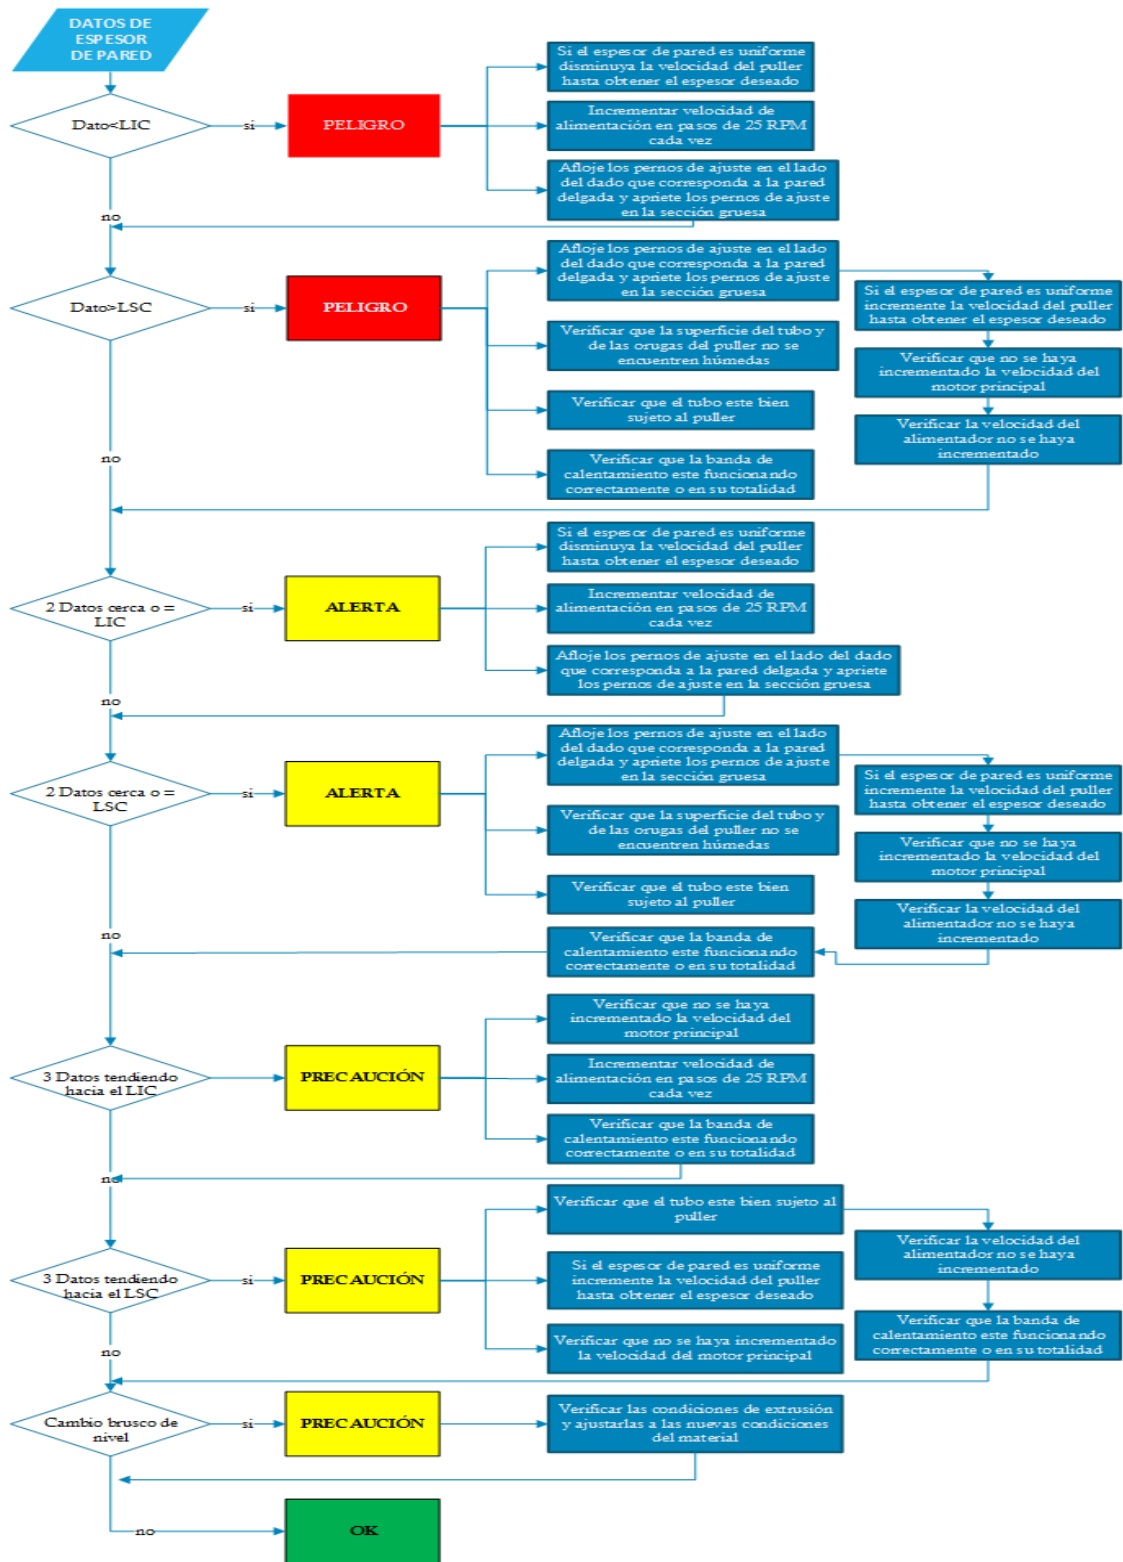 DATOS DE
ESPESOR
DE PARED
Dato<LIC
si
PELIGRO
Si el espesor de pared es uniforme
disminuya la velocidad del puller
hasta obtener el espesor deseado
Incrementar velocidad de
alimentación en pasos de 25 RPM
cada vez
Afloje los pernos de ajuste en el lado
del dado que corresponda a la pared
delgada y apriete los pernos de ajuste
en la sección gruesa
no
Dato>LSC
si
PELIGRO
Afloje los pernos de ajuste en el lado
del dado que corresponda a la pared
delgada y apriete los pernos de ajuste
en la sección gruesa
Verificar que la superficie del tubo y
de las orugas del puller no se
encuentren húmedas
Verificar que el tubo este bien
sujeto al puller
Verificar que la banda de
calentamiento este funcionando
correctamente o en su totalidad
Si el espesor de pared es uniforme
incremente la velocidad del puller
hasta obtener el espesor deseado
Verificar que no se haya
incrementado la velocidad del
motor principal
Verificar la velocidad del
alimentador no se haya
incrementado
no
2 Datos cerca o =
LIC
si
ALERTA
Si el espesor de pared es uniforme
disminuya la velocidad del puller
hasta obtener el espesor deseado
Incrementar velocidad de
alimentación en pasos de 25 RPM
cada vez
Afloje los pernos de ajuste en el lado del dado
que corresponda a la pared delgada y apriete
los pernos de ajuste en la sección gruesa
no
2 Datos cerca o =
LSC
si
ALERTA
Afloje los pernos de ajuste en el lado
del dado que corresponda a la pared
delgada y apriete los pernos de ajuste
en la sección gruesa
Verificar que la superficie del tubo y
de las orugas del puller no se
encuentren húmedas
Verificar que el tubo este bien
sujeto al puller
Si el espesor de pared es uniforme
incremente la velocidad del puller
hasta obtener el espesor deseado
Verificar que no se haya
incrementado la velocidad del
motor principal
Verificar la velocidad del
alimentador no se haya
incrementado
Verificar que la banda de
calentamiento este funcionando
correctamente o en su totalidad
no
3 Datos tendiendo
hacia el LIC
PRECAUCIÓN
Verificar que no se haya
incrementado la velocidad del
motor principal
Incrementar velocidad de
alimentación en pasos de 25 RPM
cada vez
Verificar que la banda de
calentamiento este funcionando
correctamente o en su totalidad
no
3 Datos tendiendo
hacia el LSC
si
PRECAUCIÓN
Verificar que el tubo este bien sujeto al
puller
Si el espesor de pared es uniforme
incremente la velocidad del puller
hasta obtener el espesor deseado
Verificar que no se haya incrementado
la velocidad del motor principal
Verificar la velocidad del
alimentador no se haya
incrementado
Verificar que la banda de
calentamiento este funcionando
correctamente o en su totalidad
no
Cambio brusco de
nivel
si
PRECAUCIÓN
Verificar las condiciones de extrusión
y ajustarlas a las nuevas condiciones
del material
no
OK